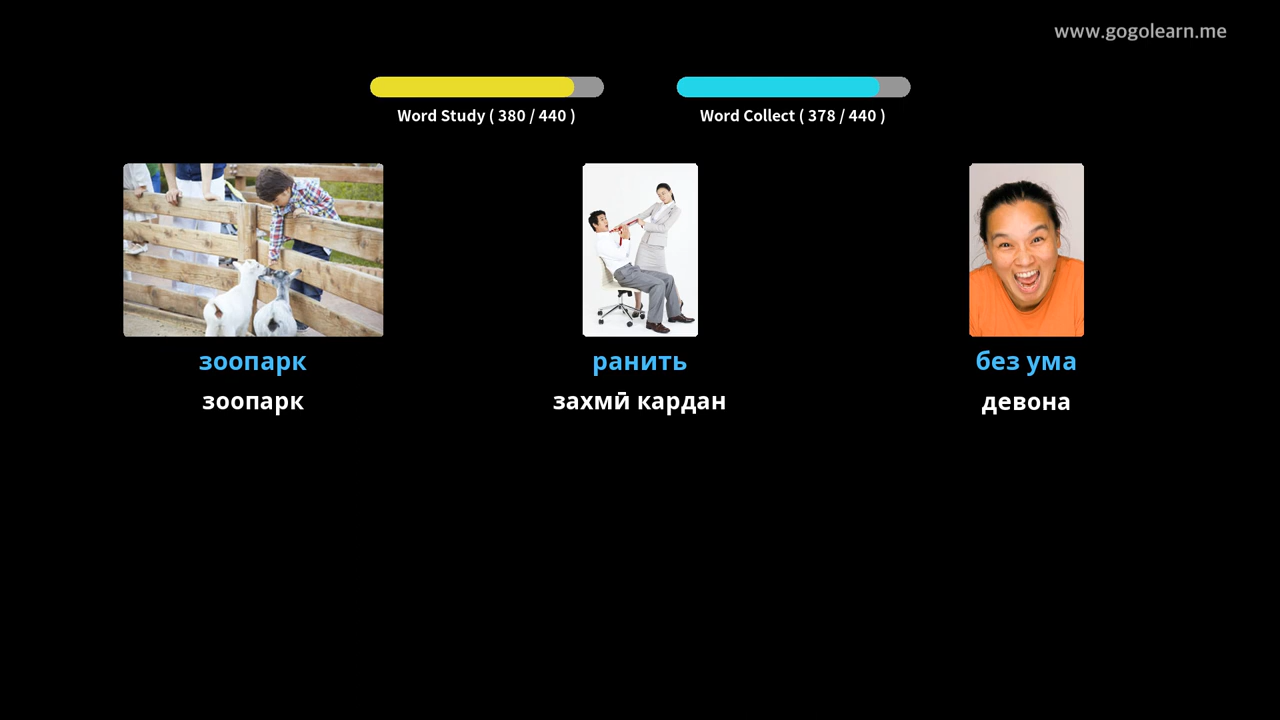 www.gogolearn.me
Word Study ( 380 / 440 )
Word Collect ( 378 / 440 )
зоопарк
ранить
без ума
зоопарк
захмӣ кардан
девона